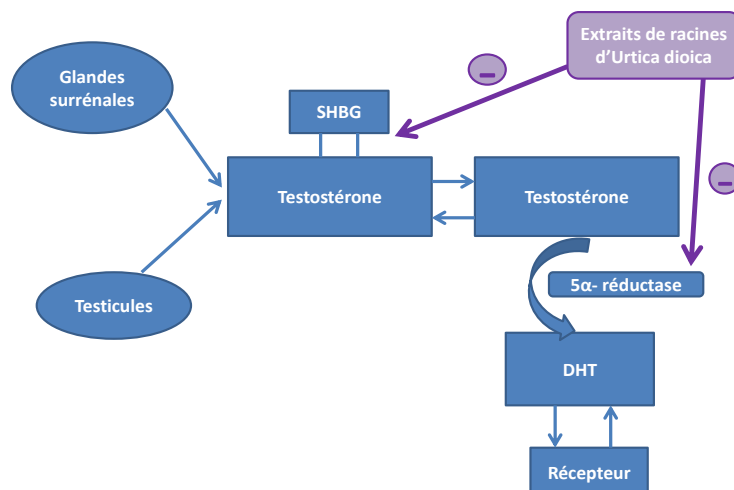 Extraits de racines
d'Urtica dioica
–
Glandes
surrénales
SHBG
Testostérone
Testostérone
–
Testicules
5α- réductase
DHT
Récepteur